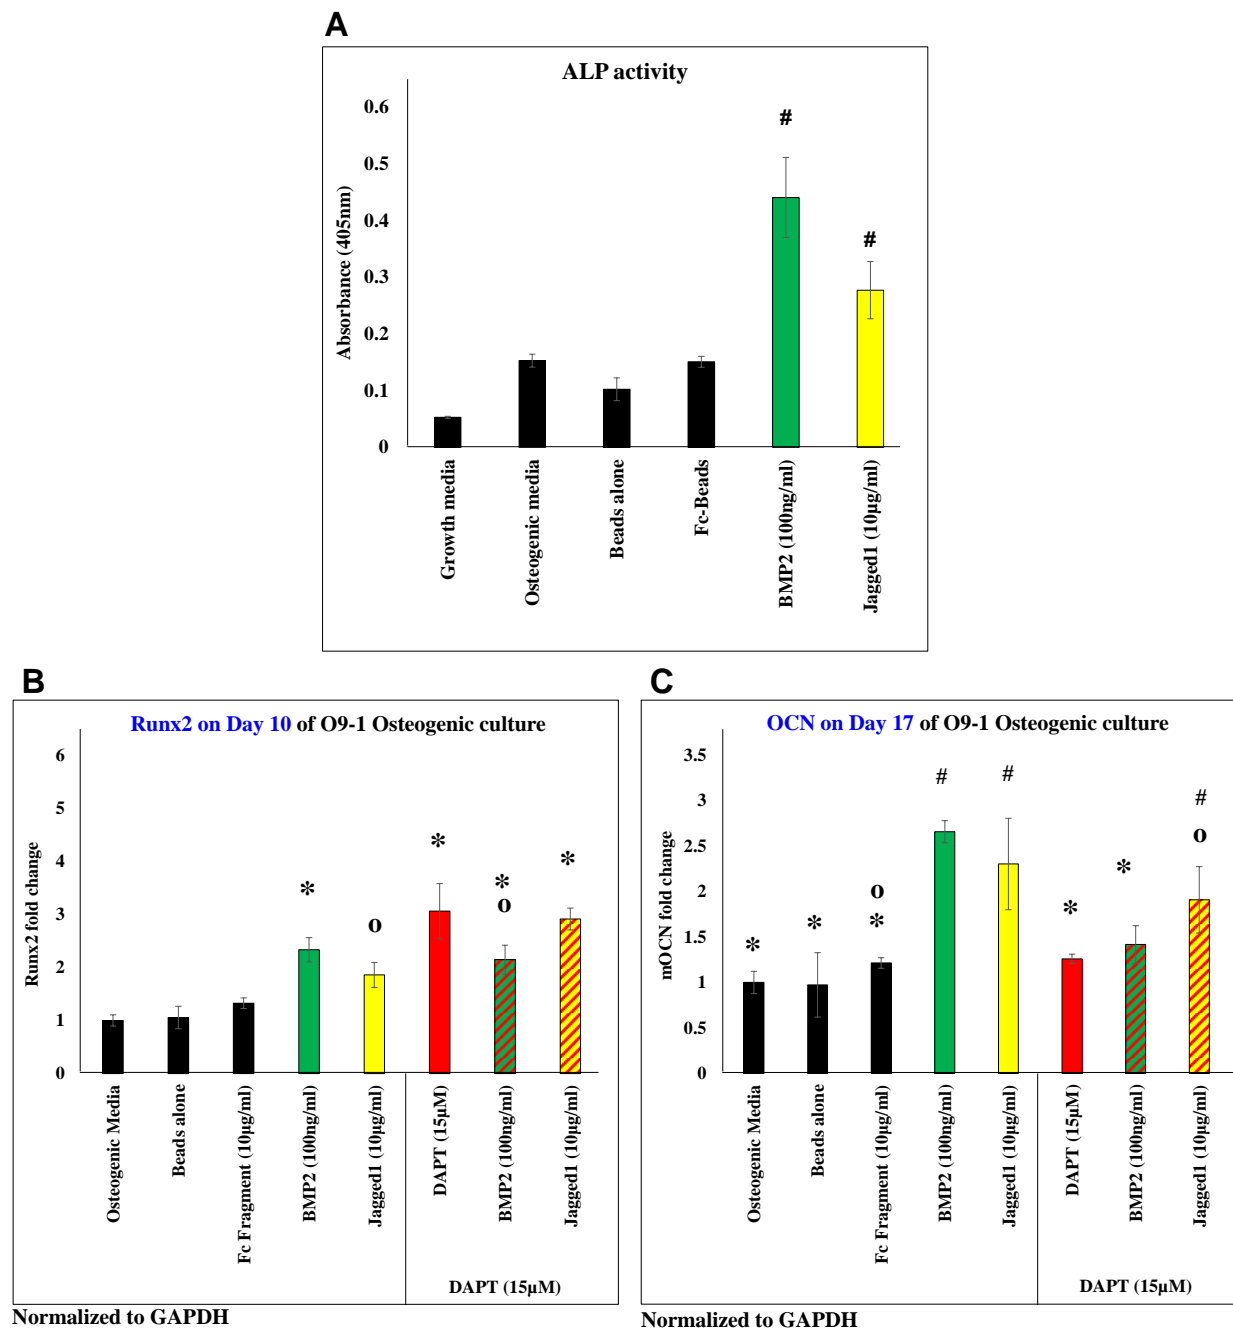 A
ALP activity
Absorbance (405nm)
0.6
0.5
0.4
0.3
0.2
0.1
0
#
#
Growth media
Osteogenic media
Beads alone
Fc-Beads
BMP2 (100ng/ml)
Jagged1 (10µg/ml)
B
Runx2 on Day 10 of O9-1 Osteogenic culture
Runx2 fold change
6
5
4
3
2
1
0
*
o
*
*
o
*
Osteogenic Media
Beads alone
Fc Fragment (10µg/ml)
BMP2 (100ng/ml)
Jagged1 (10µg/ml)
DAPT (15µM)
BMP2 (100ng/ml)
Jagged1 (10µg/ml)
DAPT (15µM)
Normalized to GAPDH
C
OCN on Day 17 of O9-1 Osteogenic culture
mOCN fold change
3.5
3
2.5
2
1.5
1
0.5
0
*
*
o
*
#
#
*
*
#
o
Osteogenic Media
Beads alone
Fc Fragment (10µg/ml)
BMP2 (100ng/ml)
Jagged1 (10µg/ml)
DAPT (15µM)
BMP2 (100ng/ml)
Jagged1 (10µg/ml)
DAPT (15µM)
Normalized to GAPDH